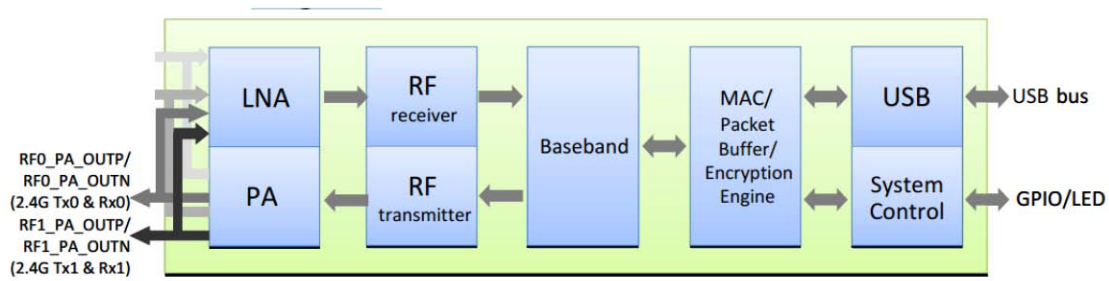 LNA
RF
receiver
Baseband
MAC/
Packet
Buffer/
Encryption
Engine
USB
USB bus
RF0_PA_OUTP/
RF0_PA_OUTN
(2.4G Tx0 & Rx0)
RF1_PA_OUTP/
RF1_PA_OUTN
(2.4G Tx1 & Rx1)
PA
RF
transmitter
System
Control
GPIO/LED